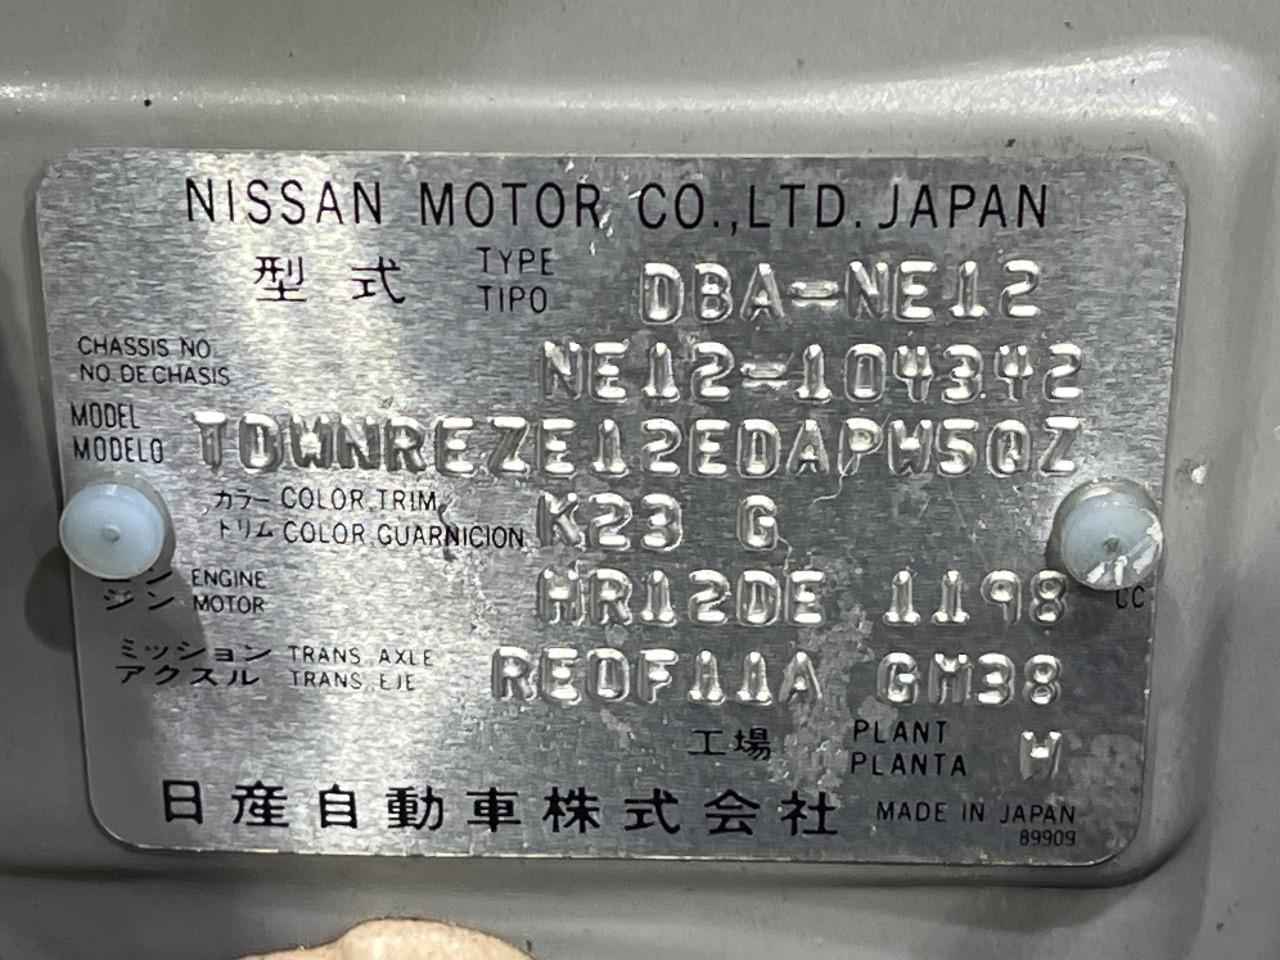 NISSAN MOTOR CO.,LTD. JAPAN
型式 TYPE DBA-NE12
TIPO
CHASSIS NO. NE12-104342
NO. DE CHASIS
MODEL TDWNREZE12EDAPW50Z
MODELO
カラー COLOR, TRIM, K23 G
トリム COLOR, GUARNICION
ENGINE HR12DE 1198
ジン MOTOR CC
ミッション TRANS. AXLE RE0F11A GM38
アクスル TRANS. EJE
工場 PLANT W
PLANTA
日産自動車株式会社 MADE IN JAPAN
89909